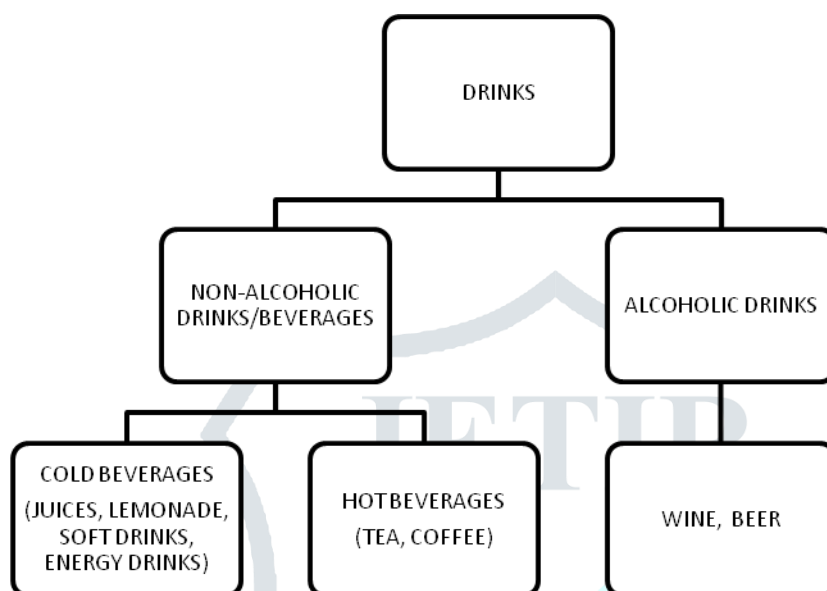 DRINKS
NON-ALCOHOLIC
DRINKS/BEVERAGES
ALCOHOLIC DRINKS
COLD BEVERAGES
(JUICES, LEMONADE,
SOFT DRINKS,
ENERGY DRINKS)
HOT BEVERAGES
(TEA, COFFEE)
WINE, BEER